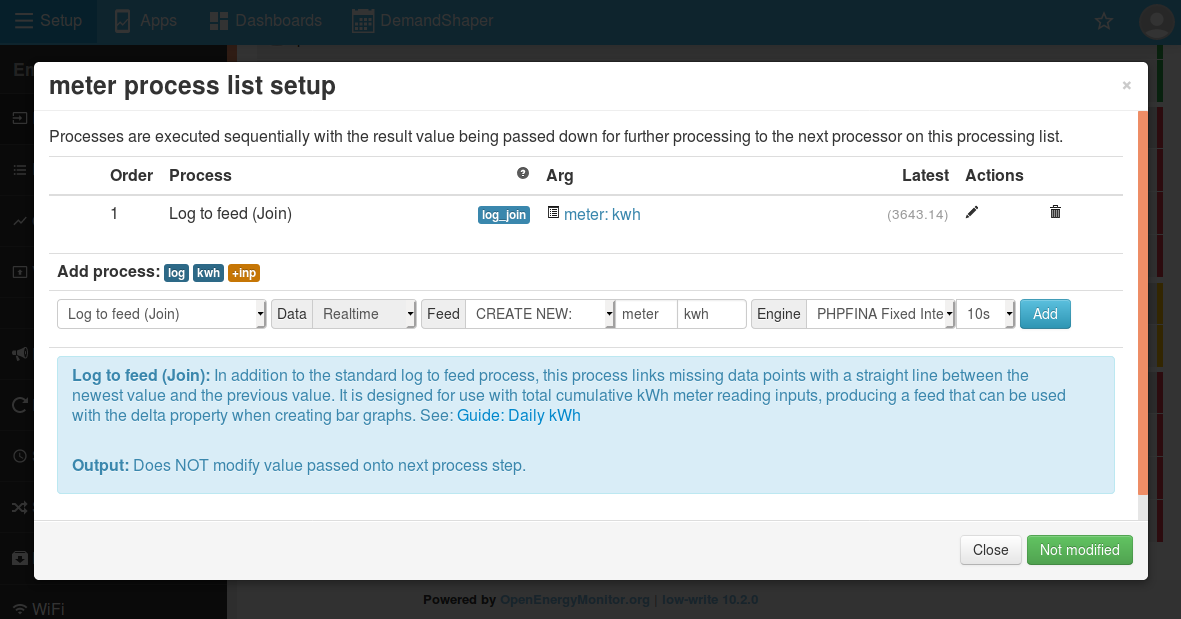 Setup Apps Dashboards DemandShaper
meter process list setup ×
Processes are executed sequentially with the result value being passed down for further processing to the next processor on this processing list.
Order Process ? Arg Latest Actions
1 Log to feed (Join) log_join meter: kwh (3643.14)
Add process: log kwh +inp
Log to feed (Join) Data Realtime Feed CREATE NEW: meter kwh Engine PHPFINA Fixed Inte 10s Add
Log to feed (Join): In addition to the standard log to feed process, this process links missing data points with a straight line between the
newest value and the previous value. It is designed for use with total cumulative kWh meter reading inputs, producing a feed that can be used
with the delta property when creating bar graphs. See: Guide: Daily kWh
Output: Does NOT modify value passed onto next process step.
Close Not modified
WiFi
Powered by OpenEnergyMonitor.org | low-write 10.2.0